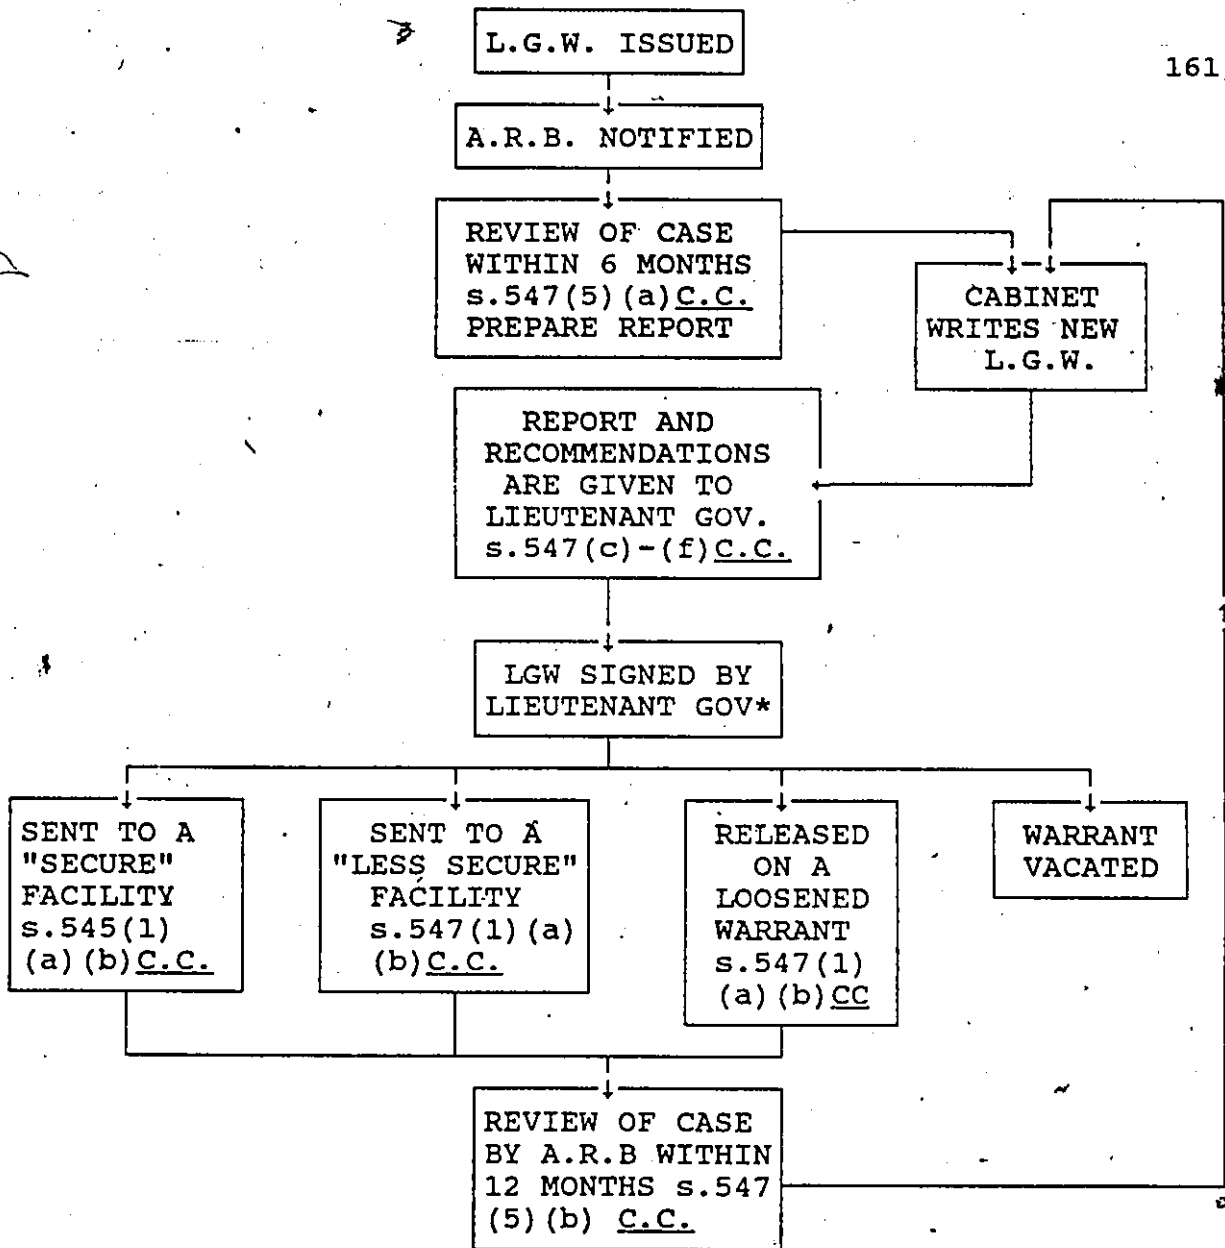 L.G.W. ISSUED
161
A.R.B. NOTIFIED
REVIEW OF CASE
WITHIN 6 MONTHS
s.547(5)(a)C.C.
PREPARE REPORT
CABINET
WRITES NEW
L.G.W.
REPORT AND
RECOMMENDATIONS
ARE GIVEN TO
LIEUTENANT GOV.
s.547(c)-(f)C.C.
LGW SIGNED BY
LIEUTENANT GOV*
SENT TO A
"SECURE"
FACILITY
s.545(1)
(a)(b)C.C.
SENT TO A
"LESS SECURE"
FACILITY
s.547(1)(a)
(b)C.C.
RELEASED
ON A
LOOSENED
WARRANT
s.547(1)
(a)(b)CC
WARRANT
VACATED
REVIEW OF CASE
BY A.R.B WITHIN
12 MONTHS s.547
(5)(b) C.C.